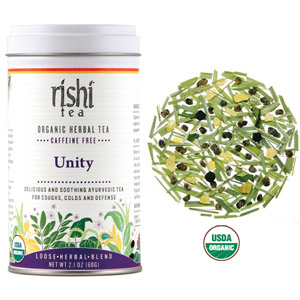 rishi
tea
ORGANIC HERBAL TEA
CAFFEINE FREE
Unity
DELICIOUS AND SOOTHING AYURVEDIC TEA
FOR COUGHS, COLDS AND DEFENSE
USDA
ORGANIC
LOOSE•HERBAL•BLEND
NET WT 2.1 OZ (60G)
USDA
ORGANIC